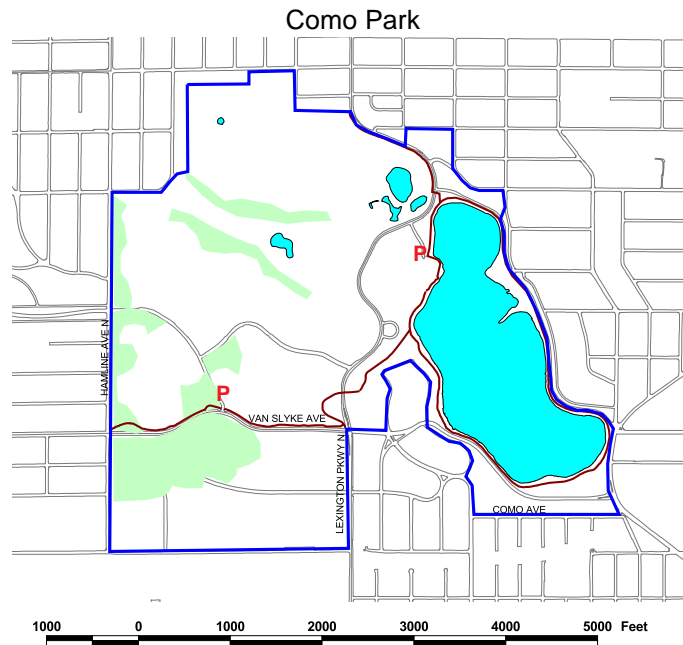 Como Park
P
HAMLINE AVE N
P
VAN SLYKE AVE
LEXINGTON PKWY N
COMO AVE
1000 0 1000 2000 3000 4000 5000 Feet